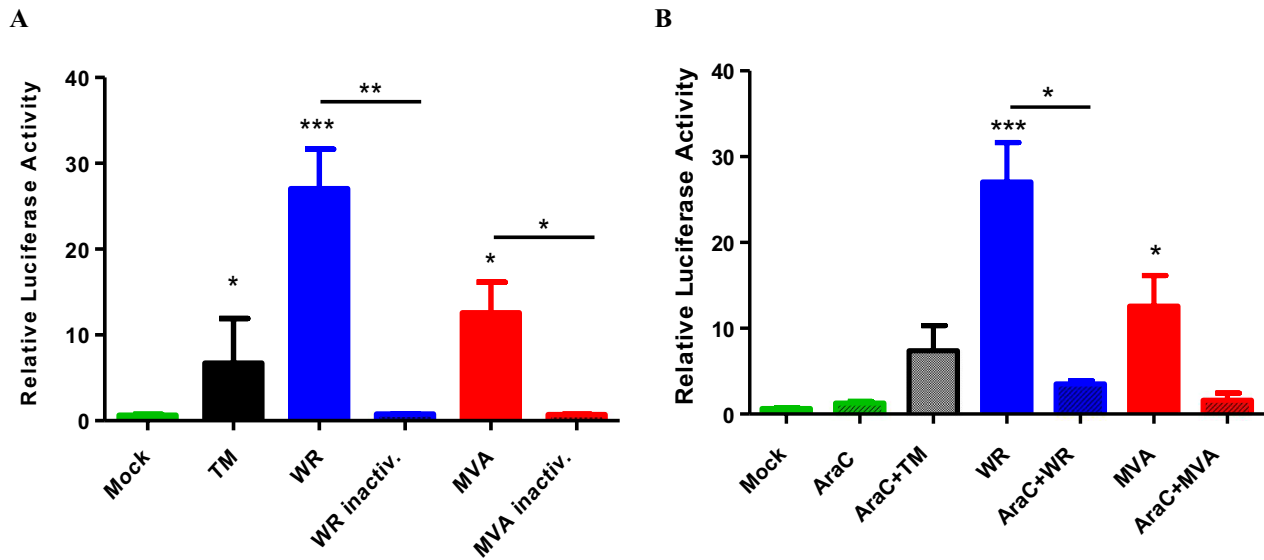 A
Relative Luciferase Activity
40
30
20
10
0
*
***
**
*
*
Mock
TM
WR
WR inactiv.
MVA
MVA inactiv.
B
Relative Luciferase Activity
40
30
20
10
0
***
*
*
Mock
AraC
AraC+TM
WR
AraC+WR
MVA
AraC+MVA